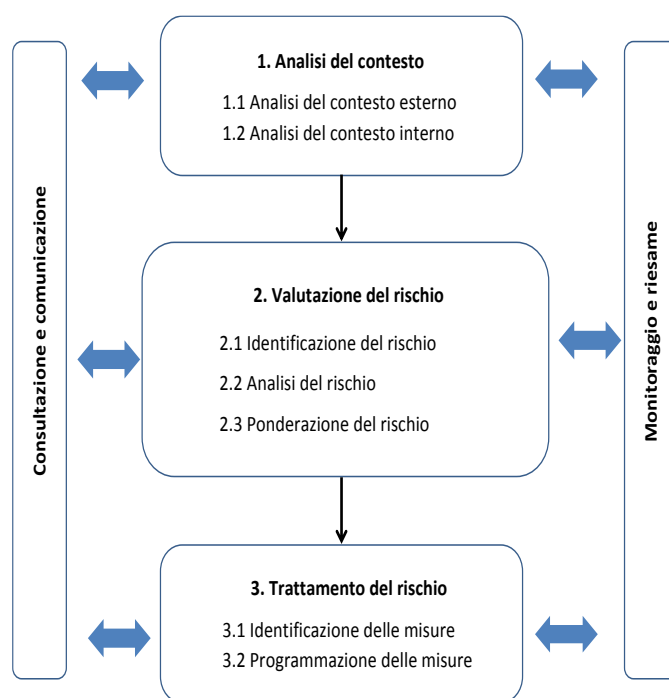 Consultazione e comunicazione
1. Analisi del contesto
1.1 Analisi del contesto esterno
1.2 Analisi del contesto interno
2. Valutazione del rischio
2.1 Identificazione del rischio
2.2 Analisi del rischio
2.3 Ponderazione del rischio
3. Trattamento del rischio
3.1 Identificazione delle misure
3.2 Programmazione delle misure
Monitoraggio e riesame